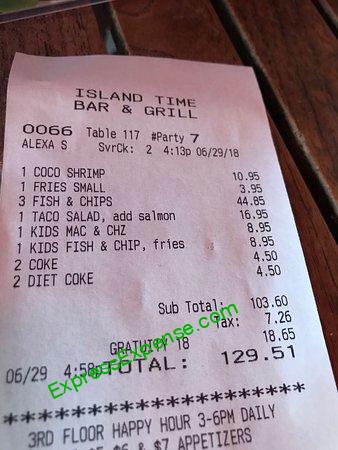 ISLAND TIME
BAR & GRILL
0066 Table 117 #Party 7
ALEXA S SvrCk: 2 4:13p 06/29/18
1 COCO SHRIMP 10.95
1 FRIES SMALL 3.95
3 FISH & CHIPS 44.85
1 TACO SALAD, add salmon 16.95
1 KIDS MAC & CHZ 8.95
1 KIDS FISH & CHIP, fries 8.95
2 COKE 4.50
2 DIET COKE 4.50
Sub Total: 103.60
Tax: 7.26
GRATUITY 18 18.65
06/29 4:58p TOTAL: 129.51
ExpressExpense.com
********************
3RD FLOOR HAPPY HOUR 3-6PM DAILY
$6 & $7 APPETIZERS